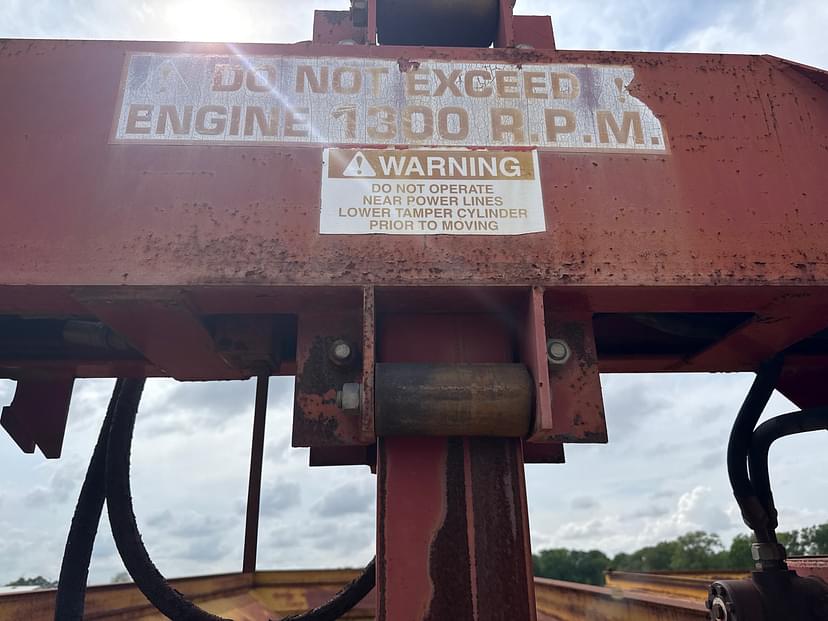 DO NOT EXCEED !
ENGINE 1300 R.P.M.
WARNING
DO NOT OPERATE
NEAR POWER LINES
LOWER TAMPER CYLINDER
PRIOR TO MOVING